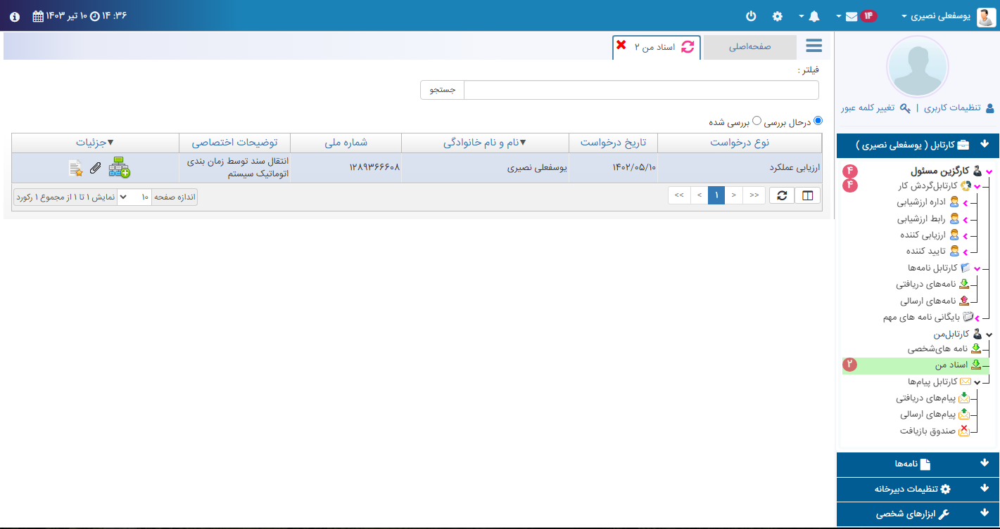 یوسفعلی نصیری
۱۴
۱۴ :۳۶
۱۰ تیر ۱۴۰۳
صفحه‌اصلی
اسناد من ۲
فیلتر :
جستجو
درحال بررسی
بررسی شده
نوع درخواست
تاریخ درخواست
▼نام و نام خانوادگی
شماره ملی
توضیحات اختصاصی
▼جزئیات
ارزیابی عملکرد
۱۴۰۲/۰۵/۱۰
یوسفعلی نصیری
۱۲۸۹۳۶۶۶۰۸
انتقال سند توسط زمان بندی
اتوماتیک سیستم
<<
<
۱
>
>>
اندازه صفحه
۱۰
نمایش ۱ تا ۱ از مجموع ۱ رکورد
تنظیمات کاربری | تغییر کلمه عبور
کارتابل ( یوسفعلی نصیری )
کارگزین مسئول
۴
کارتابل‌گردش کار
۴
اداره ارزشیابی
رابط ارزشیابی
ارزیابی کننده
تایید کننده
کارتابل نامه‌ها
نامه‌های دریافتی
نامه‌های ارسالی
بایگانی نامه های مهم
کارتابل‌من
نامه های‌شخصی
اسناد من
۲
کارتابل پیام‌ها
پیام‌های دریافتی
پیام‌های ارسالی
صندوق بازیافت
نامه‌ها
تنظیمات دبیرخانه
ابزارهای شخصی